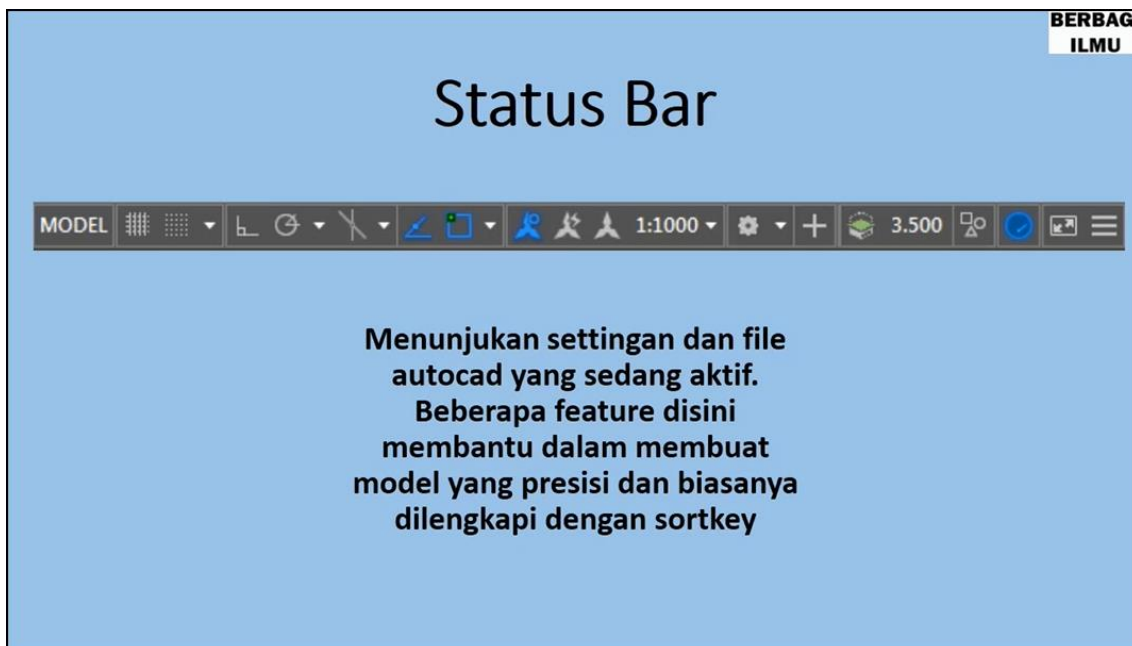 BERBAG
ILMU
Status Bar
MODEL 1:1000 3.500
Menunjukan settingan dan file
autocad yang sedang aktif.
Beberapa feature disini
membantu dalam membuat
model yang presisi dan biasanya
dilengkapi dengan sortkey